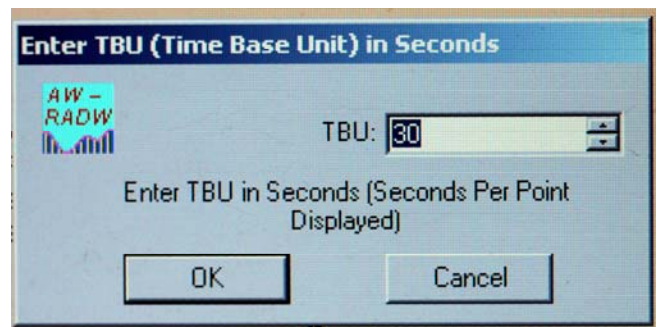 Enter TBU (Time Base Unit) in Seconds
AW -
RADW
TBU: 30
Enter TBU in Seconds (Seconds Per Point
Displayed)
OK Cancel